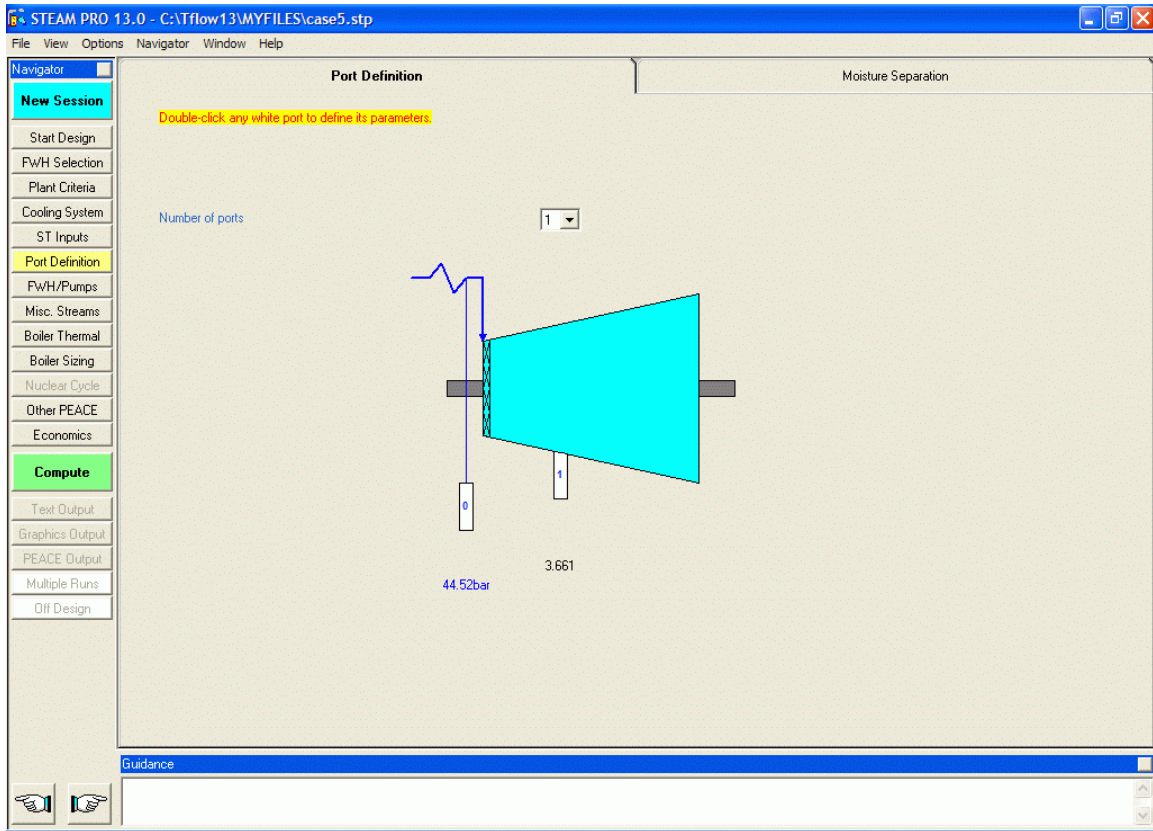 STEAM PRO 13.0 - C:\Tflow13\MYFILES\case5.stp
File View Options Navigator Window Help
Navigator
New Session
Start Design
FWH Selection
Plant Criteria
Cooling System
ST Inputs
Port Definition
FWH/Pumps
Misc. Streams
Boiler Thermal
Boiler Sizing
Nuclear Cycle
Other PEACE
Economics
Compute
Text Output
Graphics Output
PEACE Output
Multiple Runs
Off Design
Port Definition
Moisture Separation
Double-click any white port to define its parameters.
Number of ports
1
1
0
3.661
44.52bar
Guidance